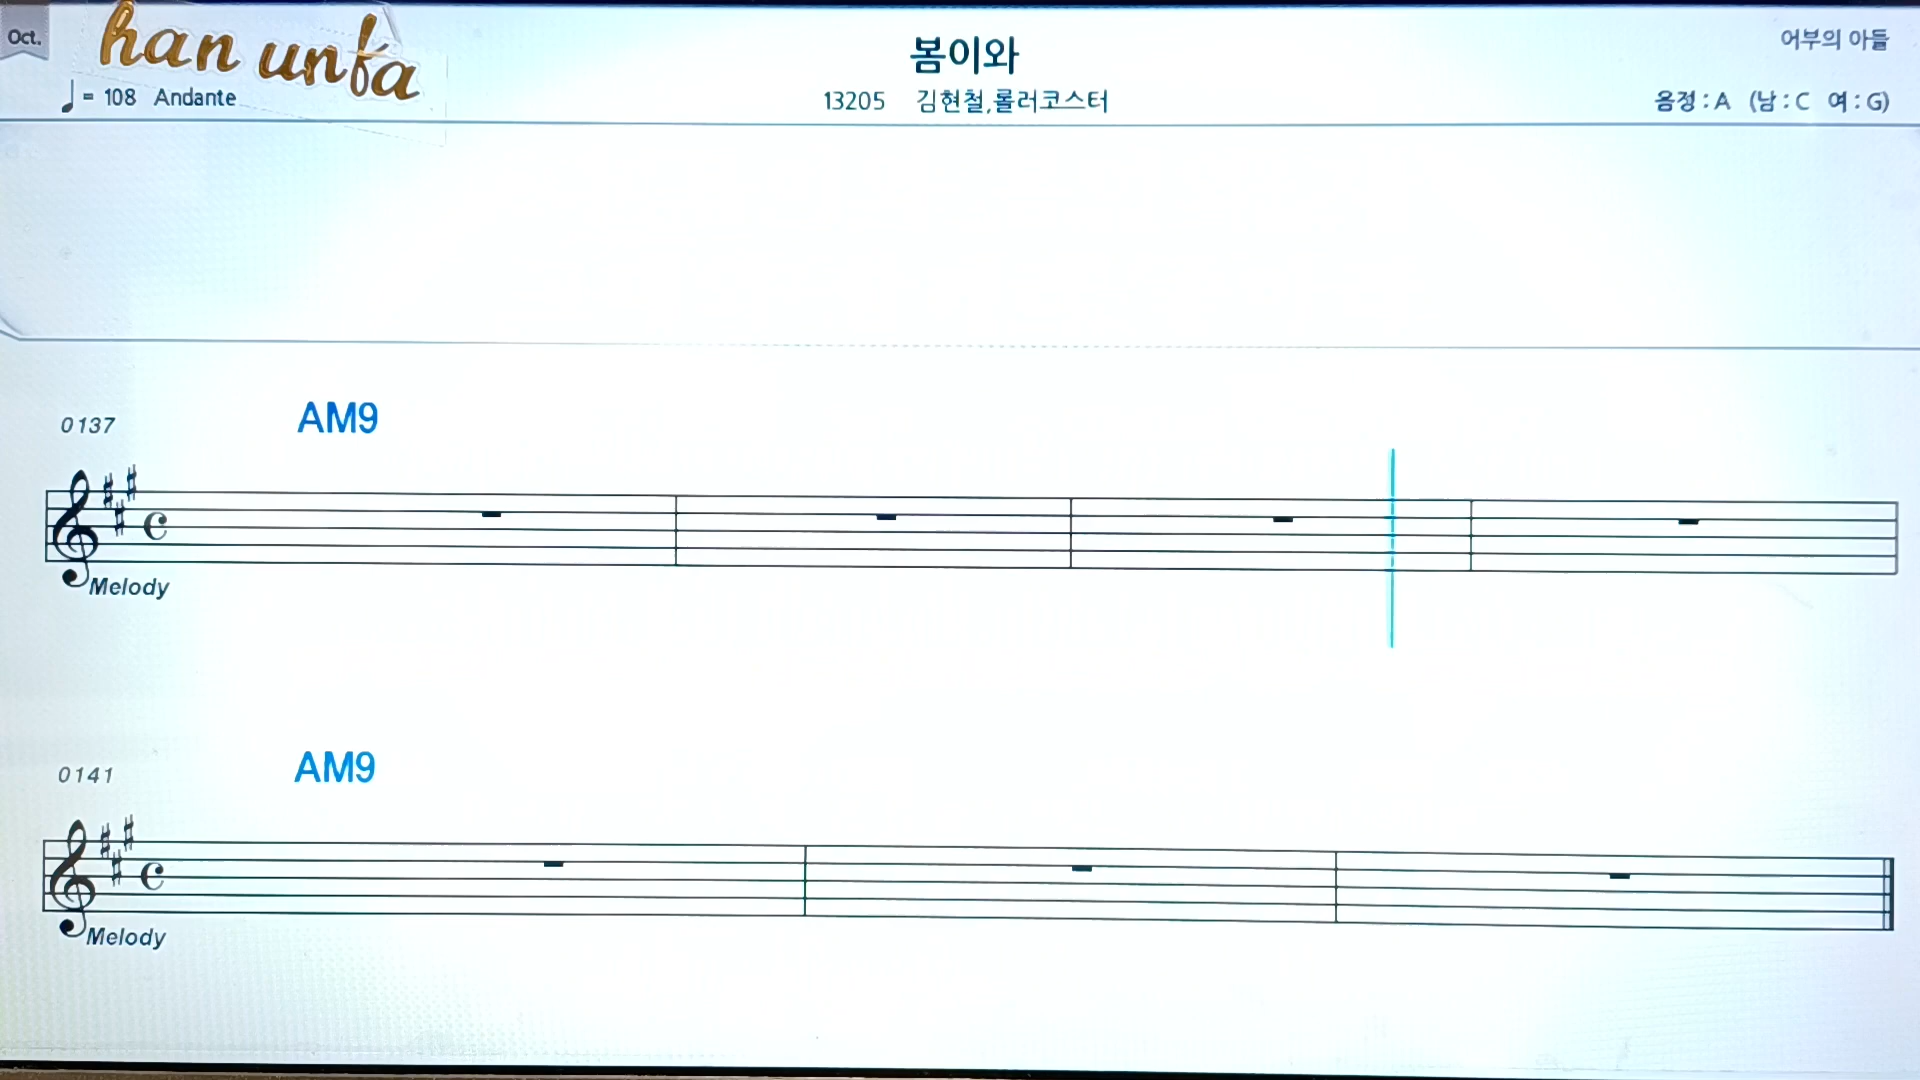 Oct.
han unfa
봄이와
어부의 아들
♩= 108 Andante
13205 김현철,롤러코스터
음정 : A (남 : C 여 : G)
0137
AM9
Melody
0141
AM9
Melody